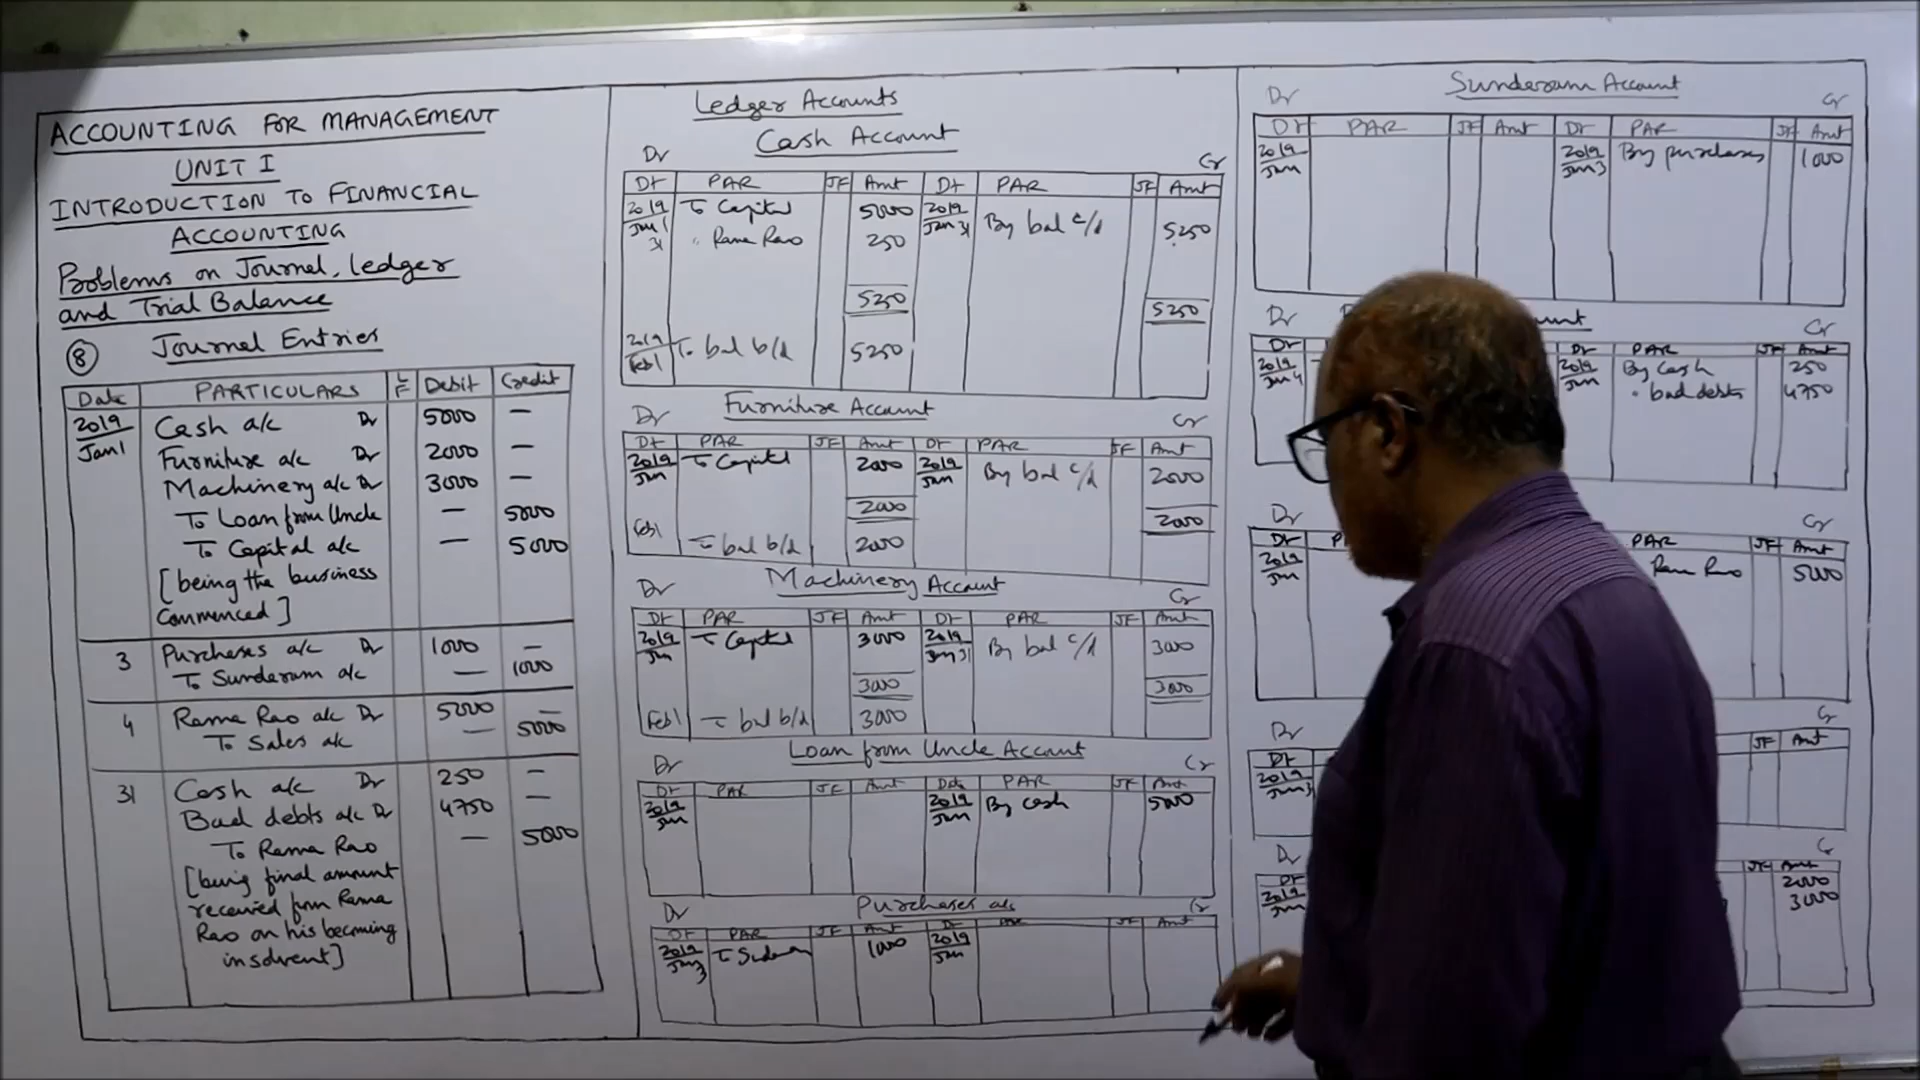 ACCOUNTING FOR MANAGEMENT
UNIT I
INTRODUCTION TO FINANCIAL
ACCOUNTING
Problems on Journal, ledger
and Trial Balance
8 Journal Entries
Date PARTICULARS LF Debit Credit
2019 Jan 1 Cash a/c Dr 5000 —
Furniture a/c Dr 2000 —
Machinery a/c Dr 3000 —
To Loan from Uncle — 5000
To Capital a/c — 5000
[being the business
Commenced]
3 Purchases a/c Dr 1000 —
To Sunderam a/c — 1000
4 Rama Rao a/c Dr 5000 —
To Sales a/c — 5000
31 Cash a/c Dr 250 —
Bad debts a/c Dr 4750 —
To Rama Rao — 5000
[being final amount
received from Rama
Rao on his becoming
insolvent]
Ledger Accounts
Cash Account
Dr Cr
Dt PAR JF Amt Dt PAR JF Amt
2019 Jan 1 To Capital 5000 2019 Jan 31 By bal c/d 5250
31 " Rama Rao 250
5250 5250
2019 Feb 1 To bal b/d 5250
Furniture Account
Dr Cr
Dt PAR JF Amt Dt PAR JF Amt
2019 Jan To Capital 2000 2019 Jan By bal c/d 2000
2000 2000
Feb 1 To bal b/d 2000
Machinery Account
Dr Cr
Dt PAR JF Amt Dt PAR JF Amt
2019 Jan To Capital 3000 2019 Jan 31 By bal c/d 3000
3000 3000
Feb 1 To bal b/d 3000
Loan from Uncle Account
Dr Cr
Dt PAR JF Amt Date PAR JF Amt
2019 Jan 2019 Jan By cash 5000
Purchases a/c
Dr Cr
Dt PAR JF Amt Dt PAR JF Amt
2019 Jan 3 To Sunderam 1000 2019 Jan
Sunderam Account
Dr Cr
Dt PAR JF Amt Dt PAR JF Amt
2019 Jan 2019 Jan 3 By purchases 1000
Dr Cr
Dt Dt PAR JF Amt
2019 Jan 4 2019 Jan By Cash 250
" bad debts 4750
Dr Cr
Dt PAR JF Amt
2019 Jan Rama Rao 5000
Dr Cr
Dt JF Amt
2019
Dr Cr
Dt JF Amt
2019 Jan 2000
3000